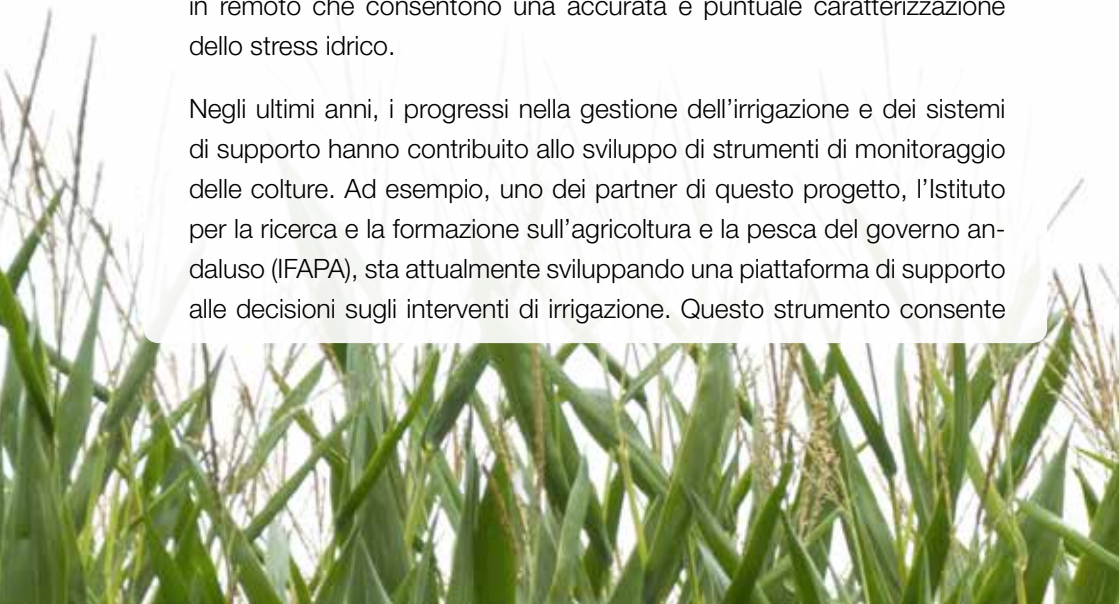 in remoto che consentono una accurata e puntuale caratterizzazione
dello stress idrico.
Negli ultimi anni, i progressi nella gestione dell’irrigazione e dei sistemi
di supporto hanno contribuito allo sviluppo di strumenti di monitoraggio
delle colture. Ad esempio, uno dei partner di questo progetto, l’Istituto
per la ricerca e la formazione sull’agricoltura e la pesca del governo an-
daluso (IFAPA), sta attualmente sviluppando una piattaforma di supporto
alle decisioni sugli interventi di irrigazione. Questo strumento consente